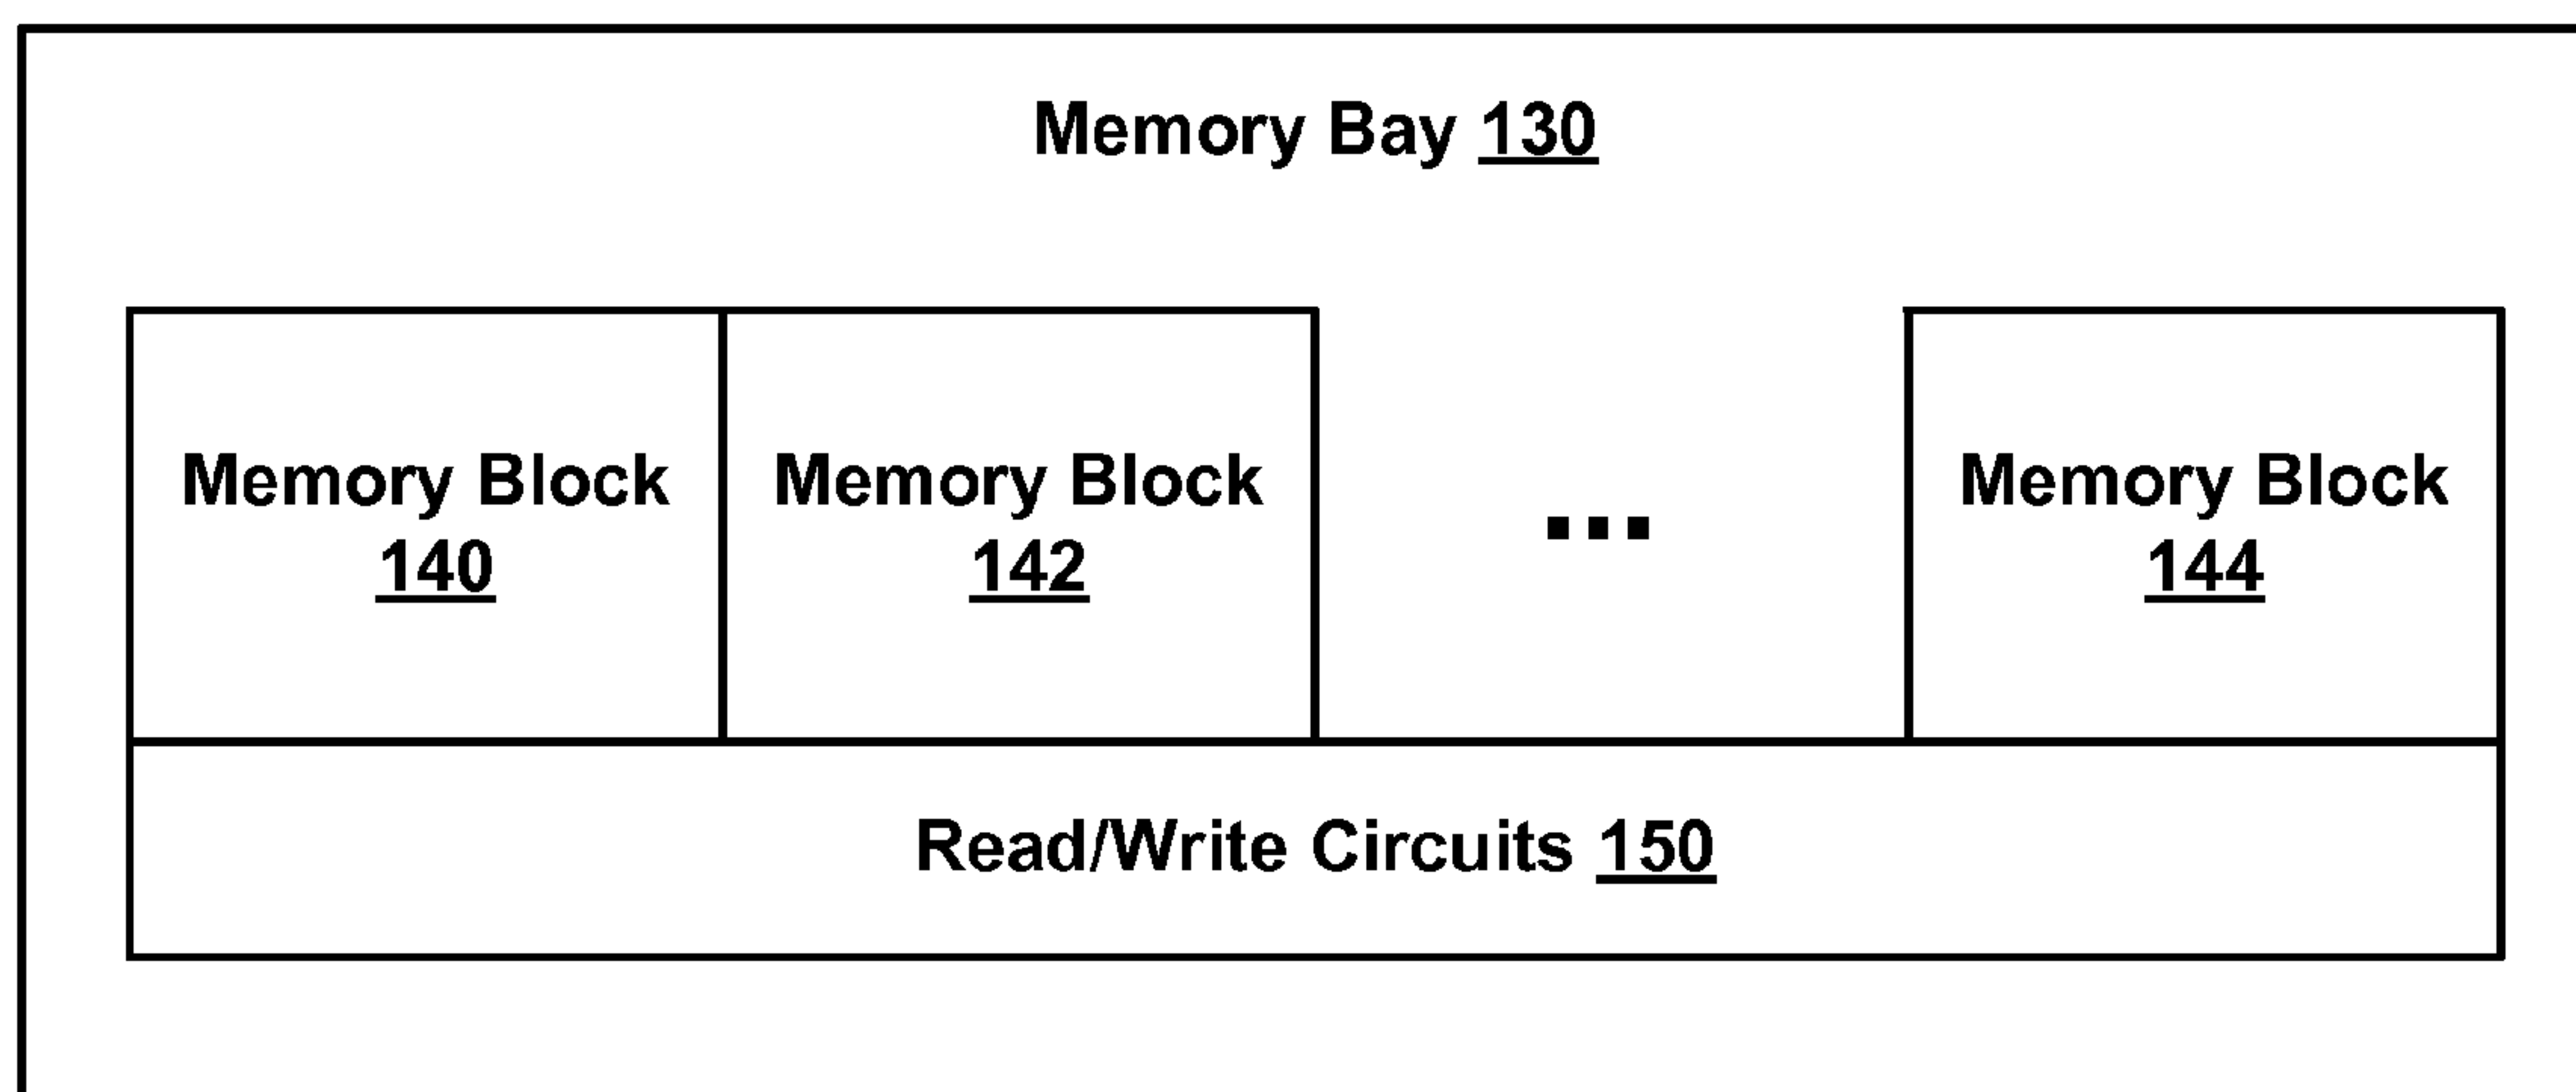 Memory Bay 130
Memory Block
140
Memory Block
142
...
Memory Block
144
Read/Write Circuits 150